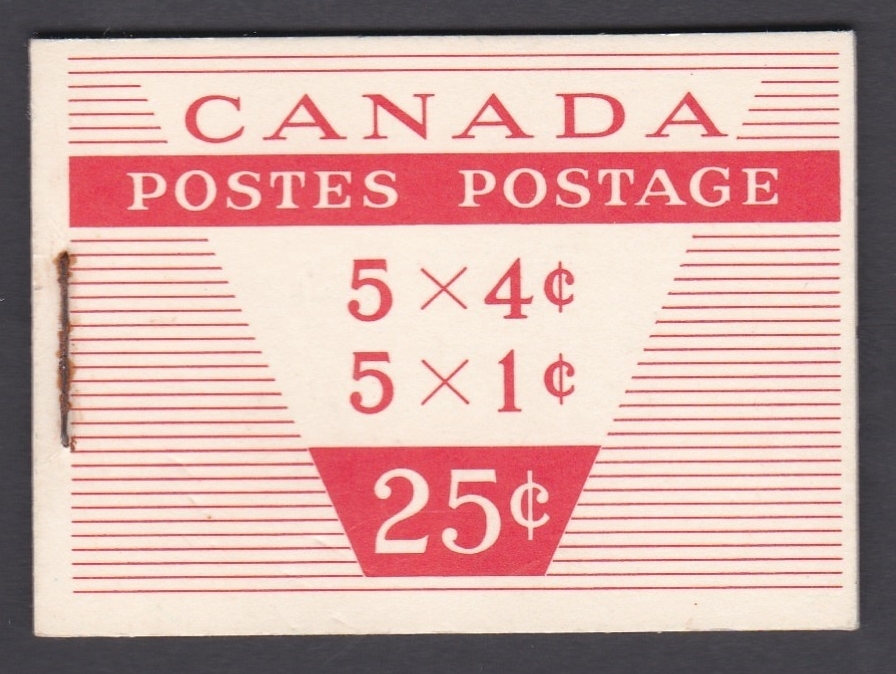 CANADA
POSTES POSTAGE
5 × 4¢
5 × 1¢
25¢